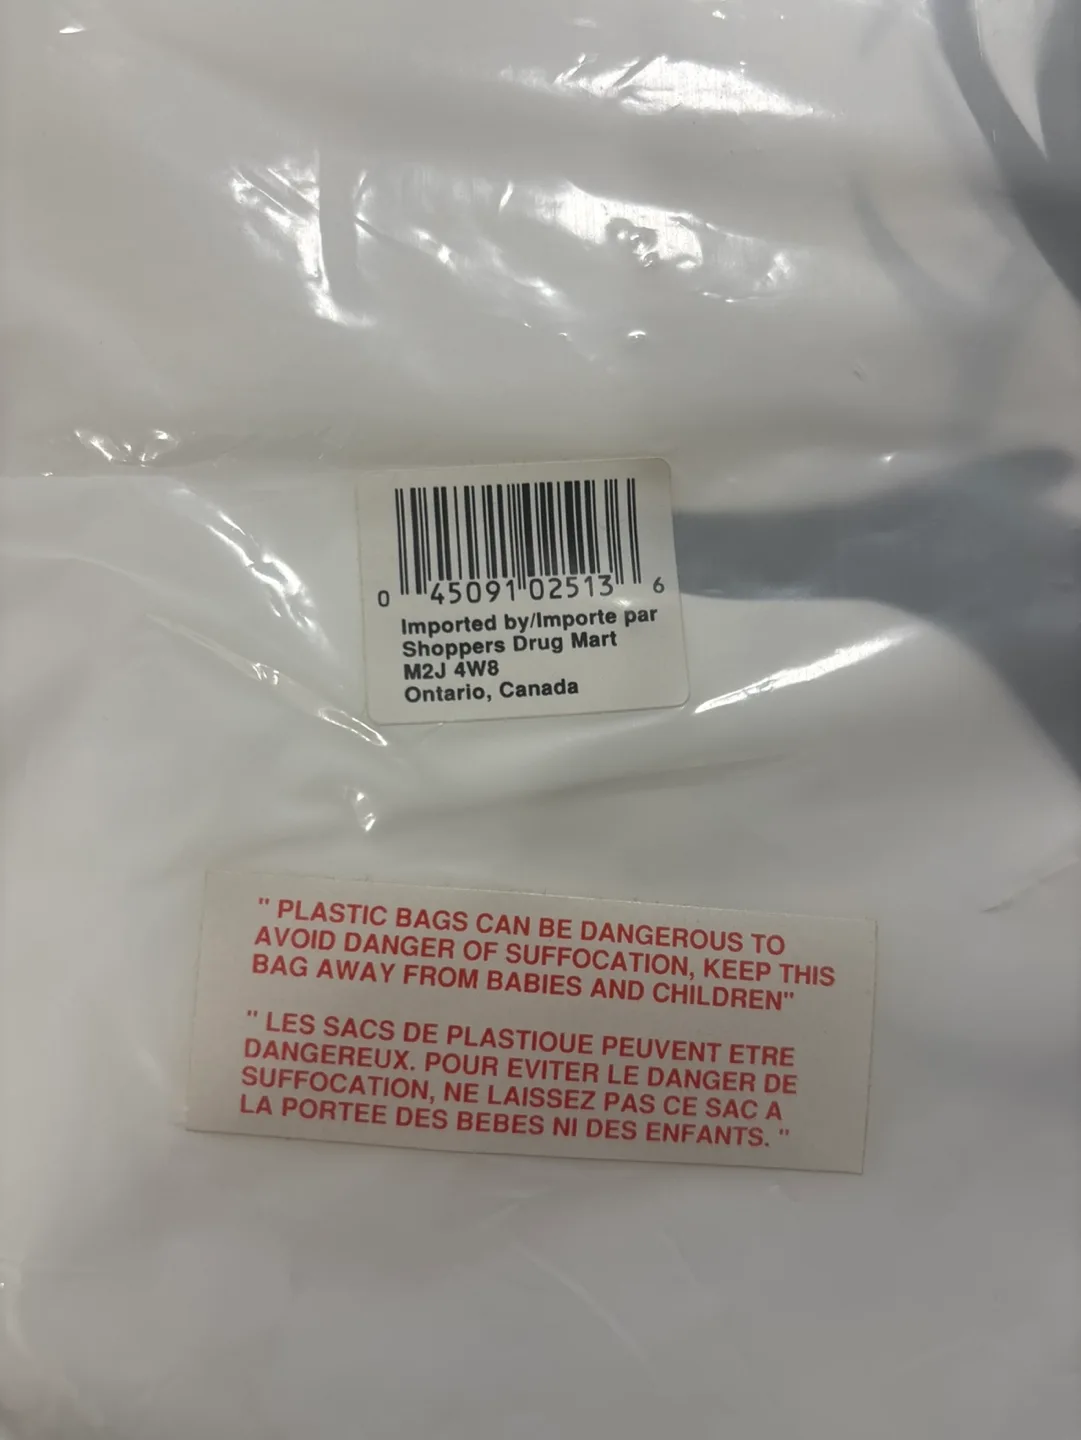 0 45091 02513 6
Imported by/Importe par
Shoppers Drug Mart
M2J 4W8
Ontario, Canada
" PLASTIC BAGS CAN BE DANGEROUS TO
AVOID DANGER OF SUFFOCATION, KEEP THIS
BAG AWAY FROM BABIES AND CHILDREN"
" LES SACS DE PLASTIOUE PEUVENT ETRE
DANGEREUX. POUR EVITER LE DANGER DE
SUFFOCATION, NE LAISSEZ PAS CE SAC A
LA PORTEE DES BEBES NI DES ENFANTS. "